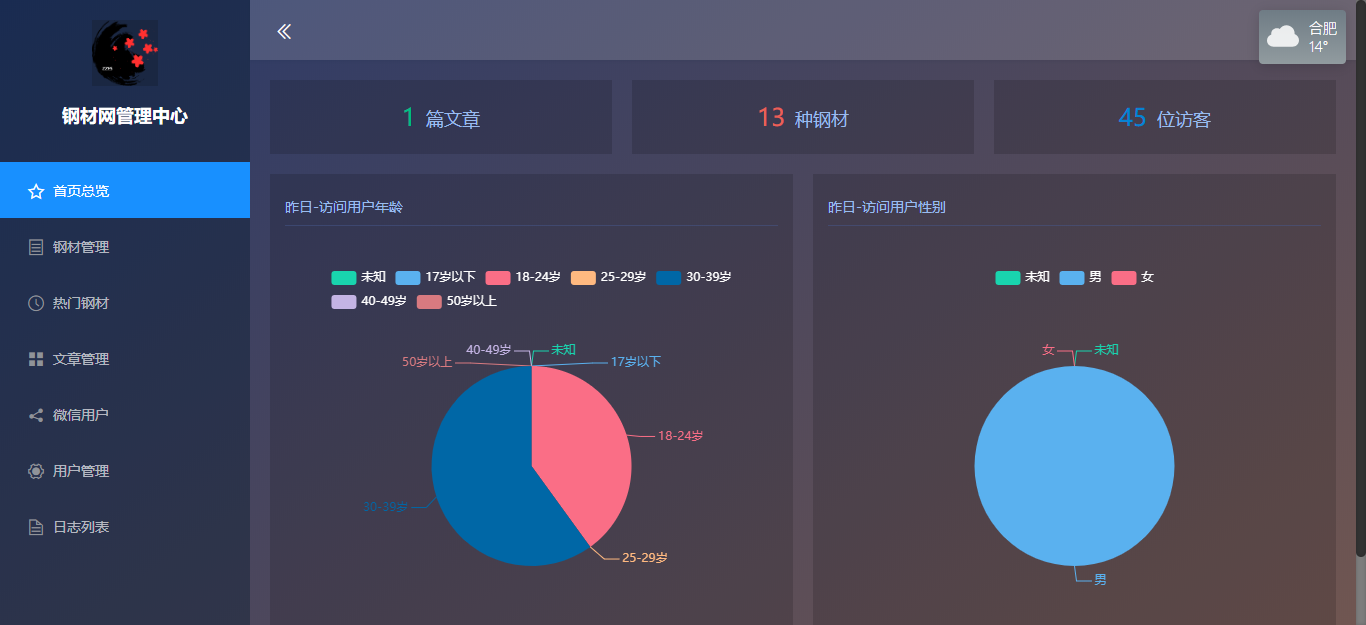 钢材网管理中心
首页总览
钢材管理
热门钢材
文章管理
微信用户
用户管理
日志列表
合肥
14°
1 篇文章
13 种钢材
45 位访客
昨日-访问用户年龄
未知 17岁以下 18-24岁 25-29岁 30-39岁
40-49岁 50岁以上
40-49岁 未知
50岁以上 17岁以下
18-24岁
30-39岁
25-29岁
昨日-访问用户性别
未知 男 女
女 未知
男